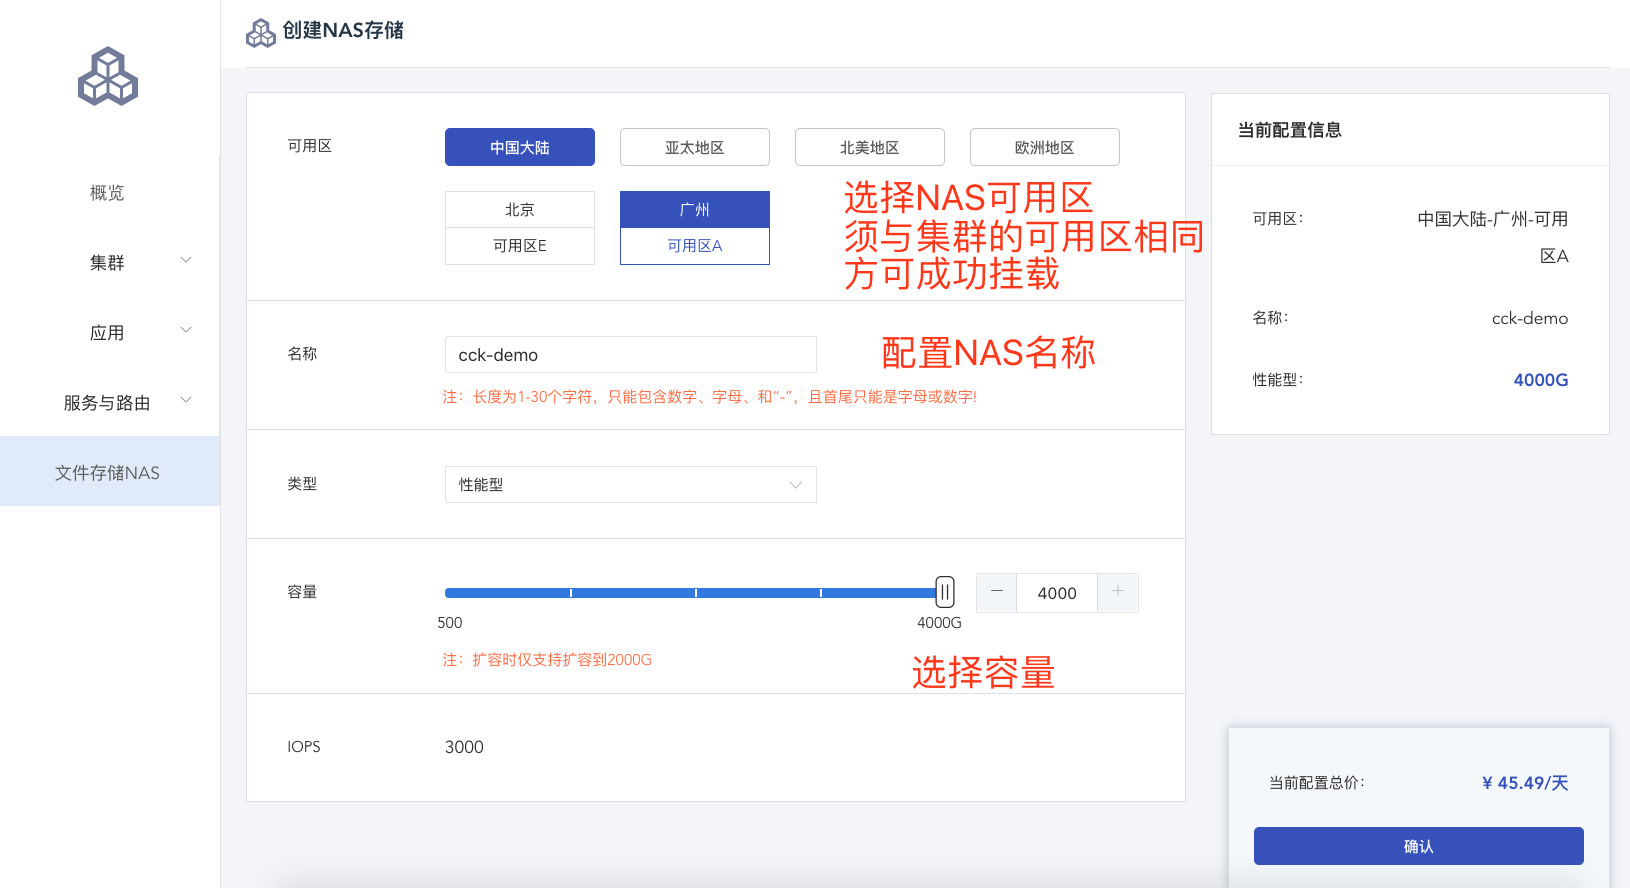 创建NAS存储
概览
集群
应用
服务与路由
文件存储NAS
可用区
中国大陆
亚太地区
北美地区
欧洲地区
北京
广州
可用区E
可用区A
选择NAS可用区
须与集群的可用区相同
方可成功挂载
名称
cck-demo
配置NAS名称
注：长度为1-30个字符，只能包含数字、字母、和“-”，且首尾只能是字母或数字!
类型
性能型
容量
4000
500
4000G
注：扩容时仅支持扩容到2000G
选择容量
IOPS
3000
当前配置信息
可用区：
中国大陆-广州-可用
区A
名称：
cck-demo
性能型：
4000G
当前配置总价：
¥ 45.49/天
确认